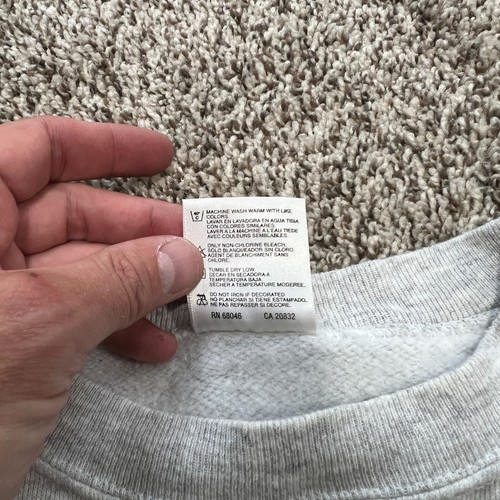 MACHINE WASH WARM WITH LIKE
COLORS.
LAVAR EN LAVADORA EN AGUA TIBIA
CON COLORES SIMILARES.
LAVER A LA MACHINE A L'EAU TIEDE
AVEC COULEURS SEMBLABLES.
ONLY NON-CHLORINE BLEACH.
SOLO BLANQUEADOR SIN CLORO.
AGENT DE BLANCHIMENT SANS
CHLORE.
TUMBLE DRY LOW.
SECAR EN SECADORA A
TEMPERATURA BAJA.
SECHER A TEMPERATURE MODEREE.
DO NOT IRON IF DECORATED
NO PLANCHAR SI TIENE ESTAMPADO.
NE PAS REPASSER SI DECORE.
RN 68046 CA 20832